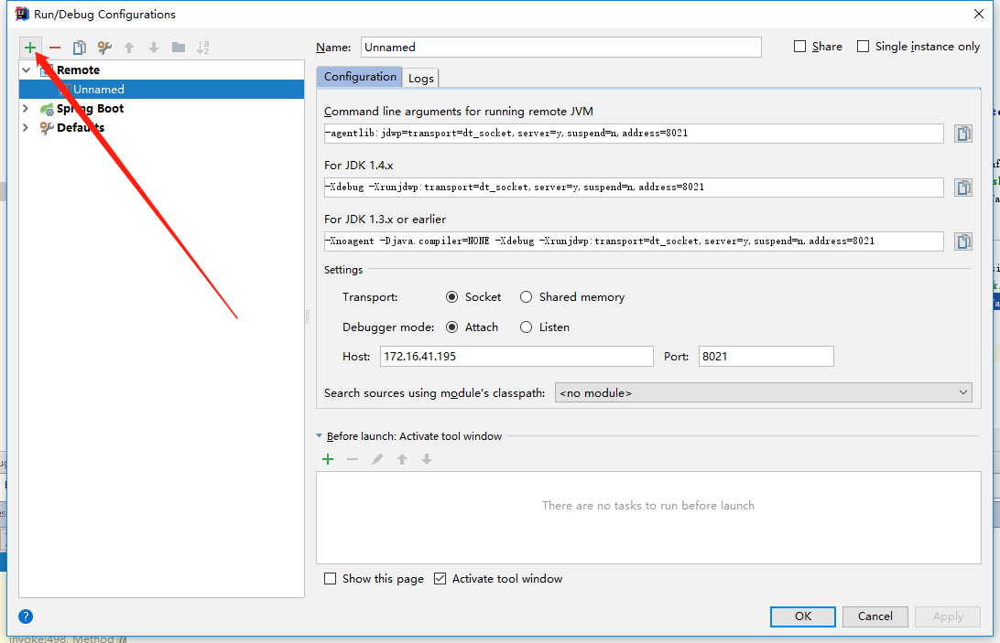 Run/Debug Configurations
Name: Unnamed
Share
Single instance only
Remote
Unnamed
Spring Boot
Defaults
Configuration
Logs
Command line arguments for running remote JVM
-agentlib:jdwp=transport=dt_socket,server=y,suspend=n,address=8021
For JDK 1.4.x
-Xdebug -Xrunjdwp:transport=dt_socket,server=y,suspend=n,address=8021
For JDK 1.3.x or earlier
-Xnoagent -Djava.compiler=NONE -Xdebug -Xrunjdwp:transport=dt_socket,server=y,suspend=n,address=8021
Settings
Transport: Socket Shared memory
Debugger mode: Attach Listen
Host: 172.16.41.195 Port: 8021
Search sources using module's classpath: <no module>
Before launch: Activate tool window
There are no tasks to run before launch
Show this page Activate tool window
OK Cancel Apply
invoke:498, Method